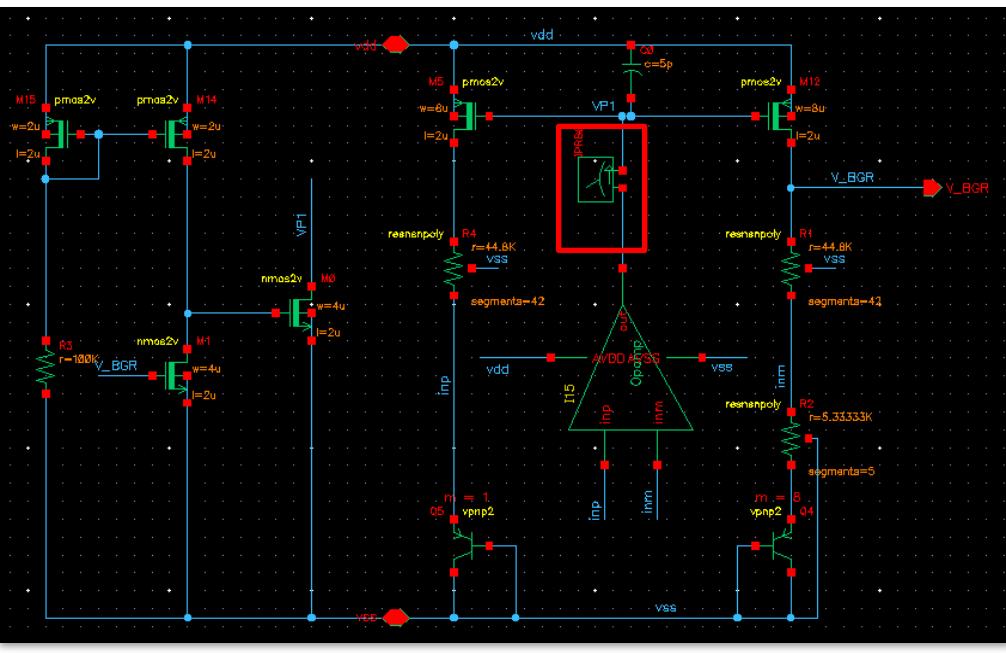 vdd
vdd
C0
c=5p
M15
pmos2v
pmos2v
M14
M5
pmos2v
pmos2v
M12
w=2u
w=2u
w=6u
VP1
w=8u
l=2u
l=2u
l=2u
l=2u
IPRB0
V_BGR
V_BGR
VP1
resnsnpoly
R4
r=44.8K
vss
segments=42
resnsnpoly
R1
r=44.8K
vss
segments=42
nmos2v
M0
w=4u
l=2u
R3
r=100K
V_BGR
nmos2v
M1
w=4u
l=2u
out
vdd
AVDD
AVSS
vss
Opamp
I15
inp
inm
inp
inm
resnsnpoly
R2
r=5.33333K
segments=5
inp
inm
m = 1
Q5
vpnp2
m = 8
vpnp2
Q4
vss